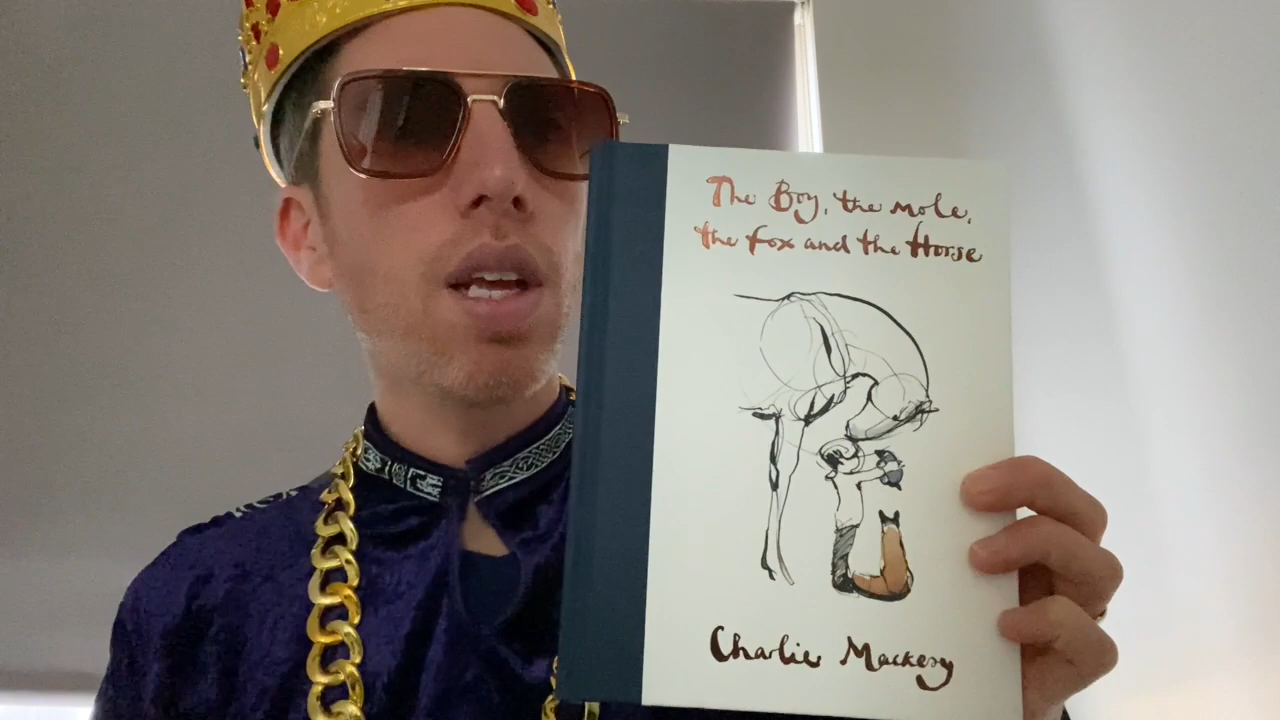 The Boy, the mole,
the fox and the Horse
Charlie Mackesy